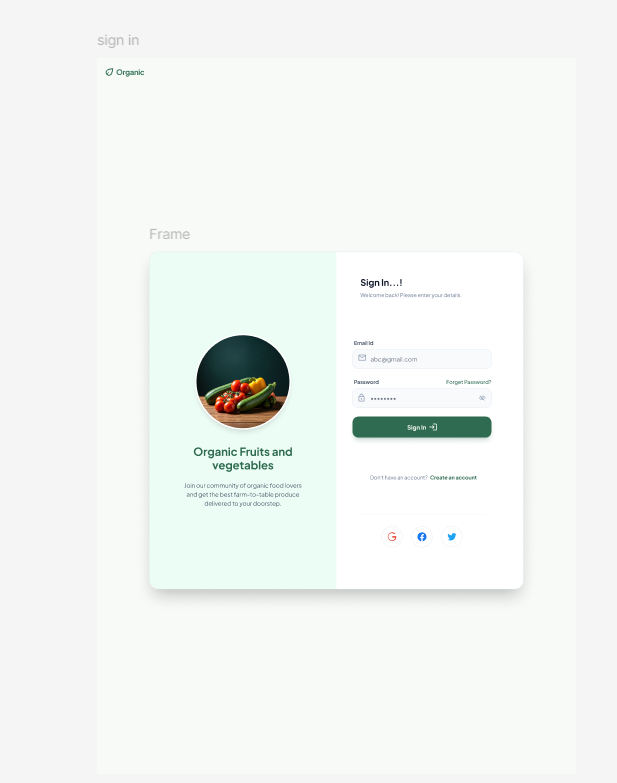 sign in
Organic
Frame
Sign In...!
Welcome back! Please enter your details
Email id
abc@gmail.com
Password
Forget Password?
••••••••
Sign In
Organic Fruits and
vegetables
Join our community of organic food lovers
and get the best farm-to-table produce
delivered to your doorstep.
Don't have an account? Create an account